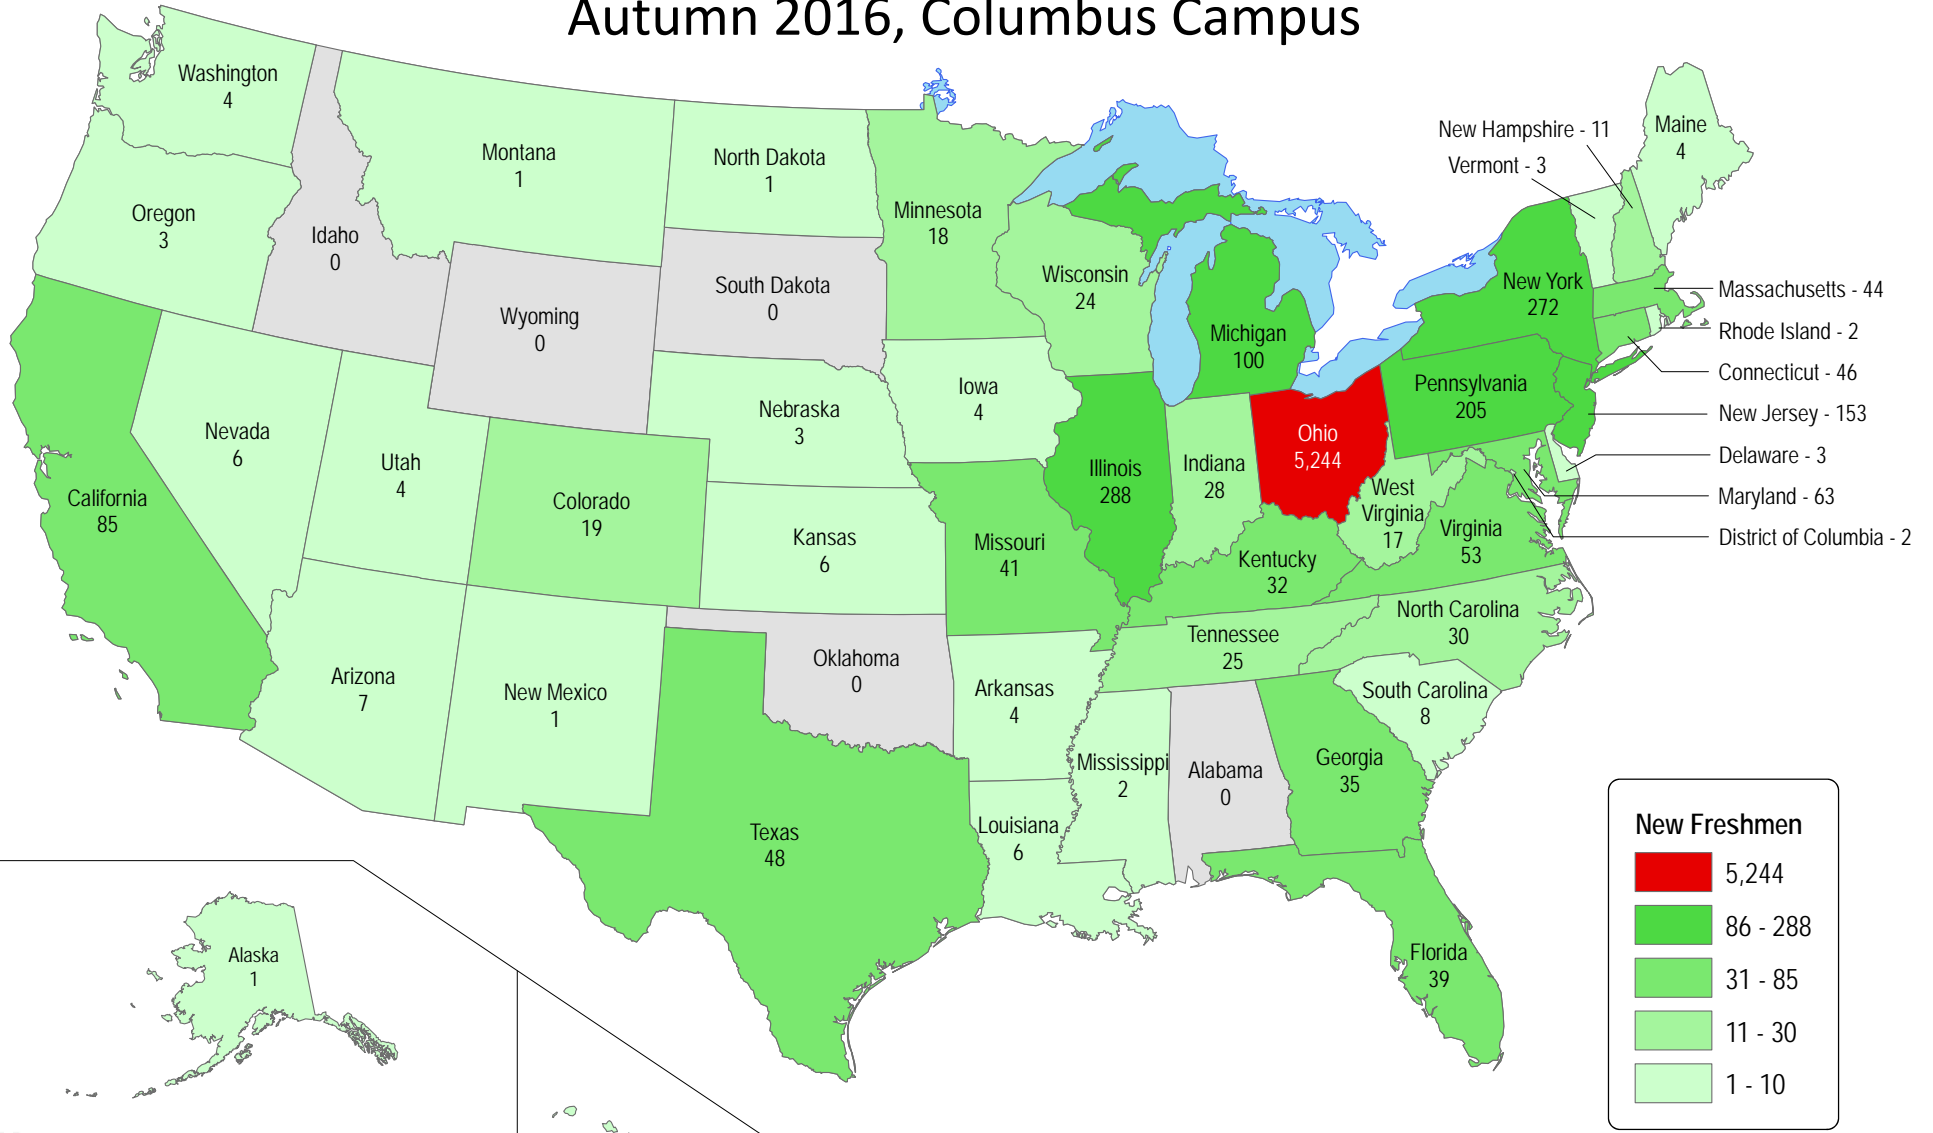 Autumn 2016, Columbus Campus
Washington
4
Oregon
3
Idaho
0
Montana
1
North Dakota
1
Minnesota
18
South Dakota
0
Wyoming
0
Wisconsin
24
Michigan
100
New Hampshire - 11
Vermont - 3
Maine
4
New York
272
Massachusetts - 44
Rhode Island - 2
Connecticut - 46
New Jersey - 153
Delaware - 3
Maryland - 63
District of Columbia - 2
Pennsylvania
205
Ohio
5,244
Indiana
28
Illinois
288
Iowa
4
Nebraska
3
Nevada
6
Utah
4
Colorado
19
California
85
Kansas
6
Missouri
41
Kentucky
32
West
Virginia
17
Virginia
53
North Carolina
30
Tennessee
25
South Carolina
8
Arizona
7
New Mexico
1
Oklahoma
0
Arkansas
4
Mississippi
2
Alabama
0
Georgia
35
Texas
48
Louisiana
6
Florida
39
Alaska
1
New Freshmen
5,244
86 - 288
31 - 85
11 - 30
1 - 10